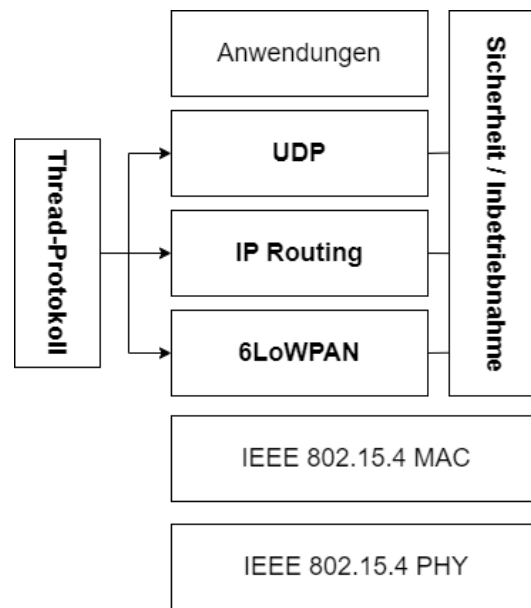 Anwendungen
UDP
IP Routing
6LoWPAN
Thread-Protokoll
Sicherheit / Inbetriebnahme
IEEE 802.15.4 MAC
IEEE 802.15.4 PHY